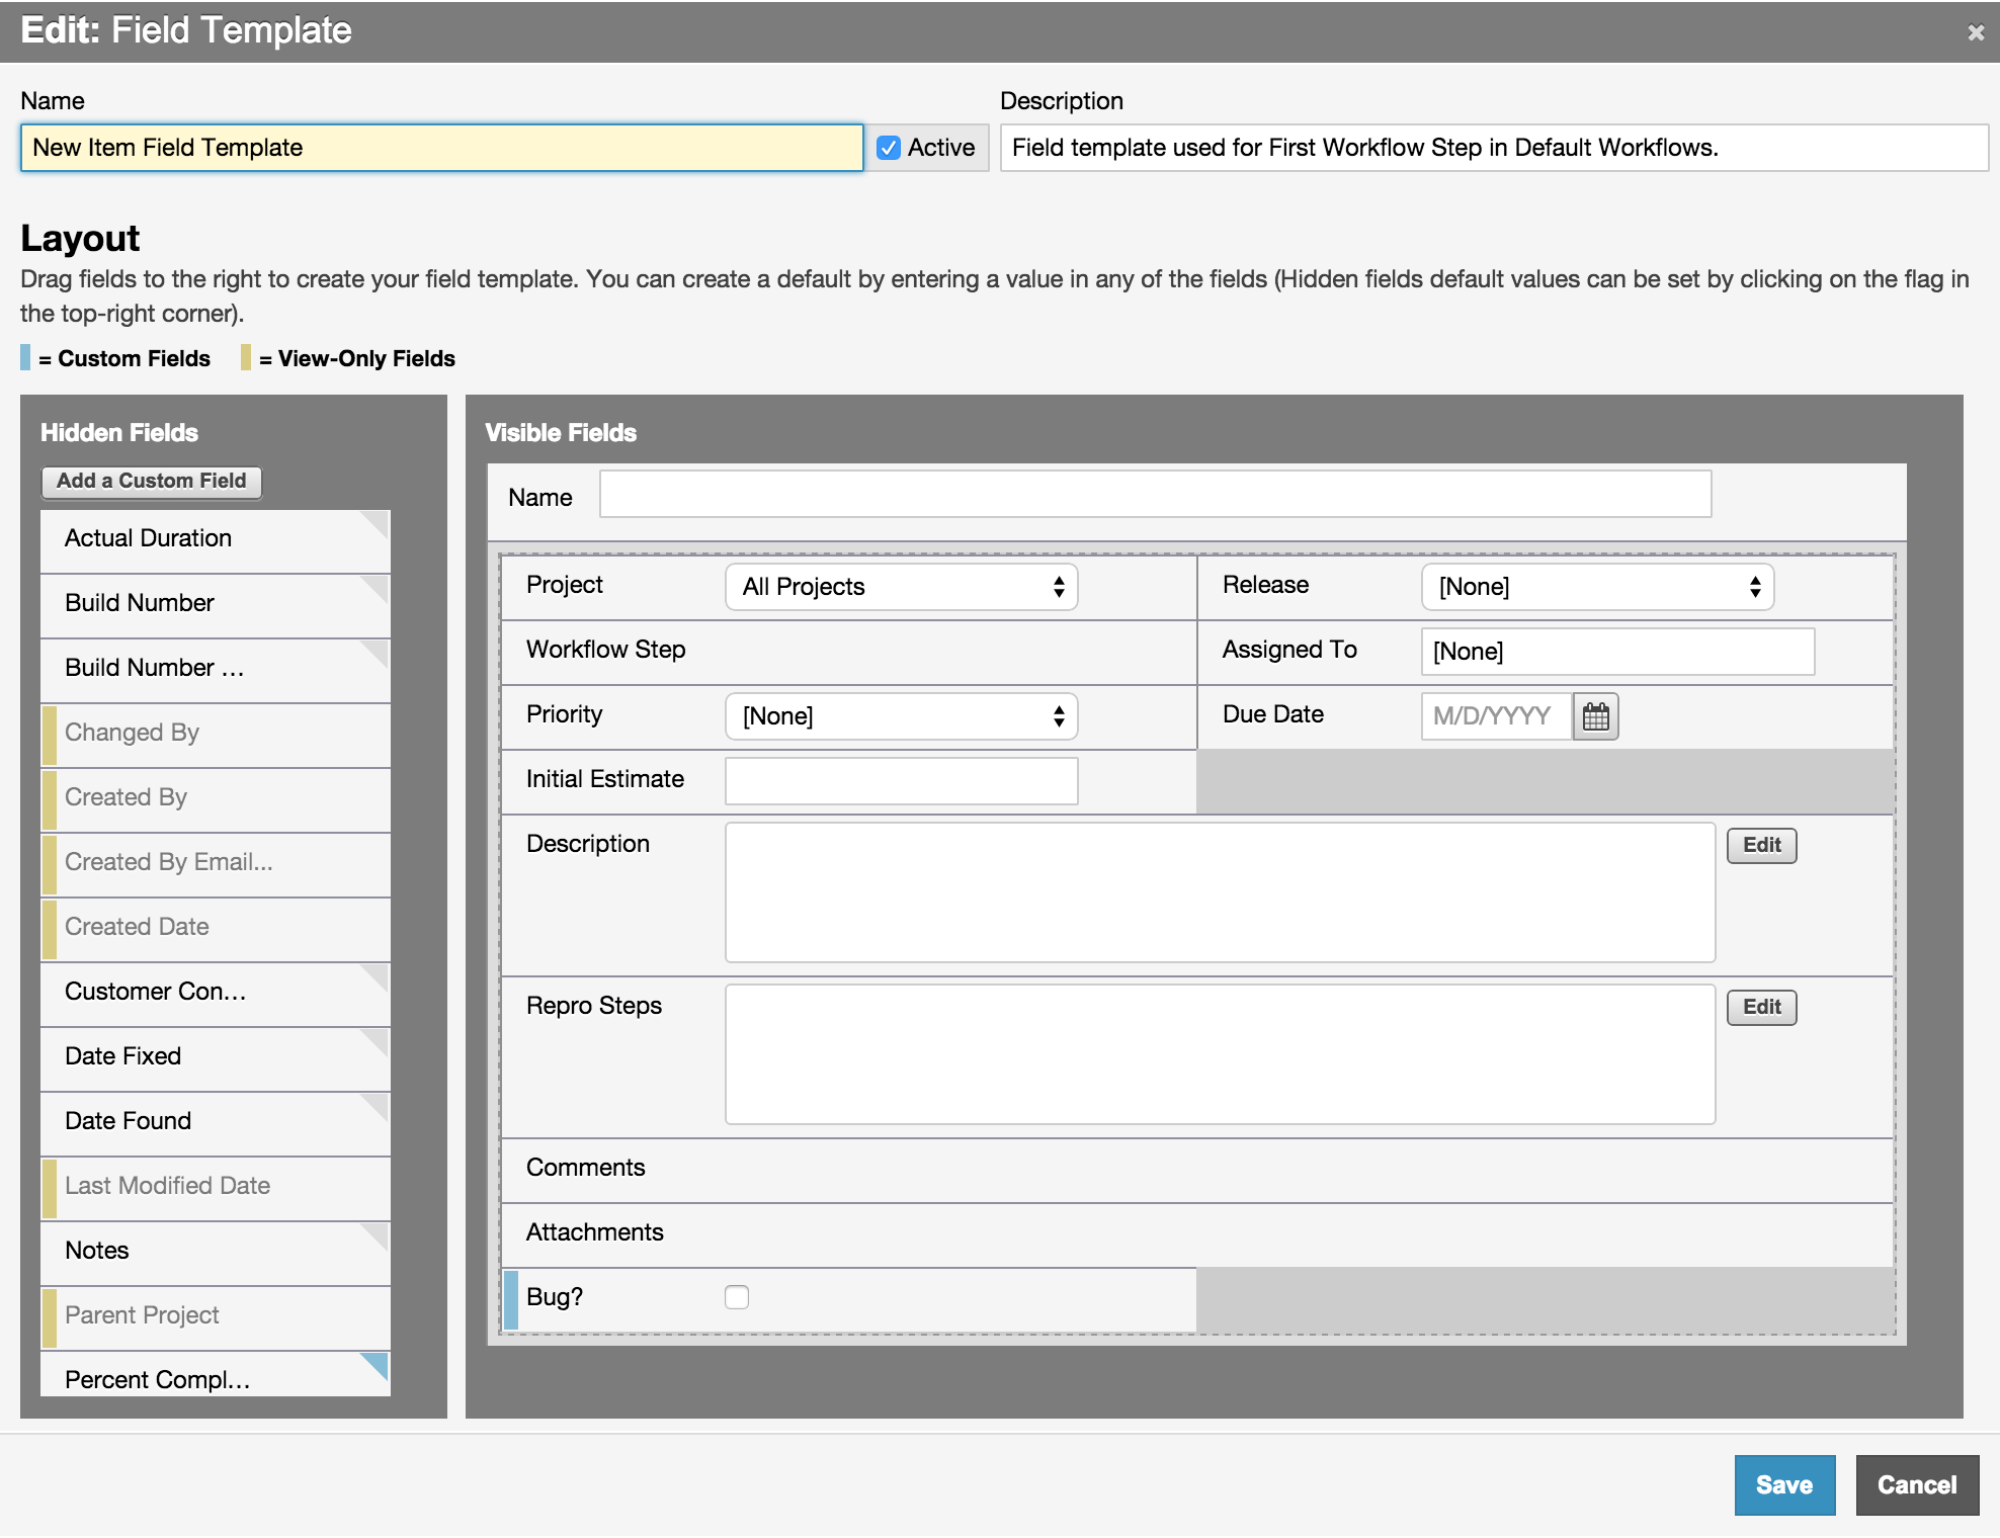 Edit: Field Template
×
Name
Description
New Item Field Template
Active
Field template used for First Workflow Step in Default Workflows.
Layout
Drag fields to the right to create your field template. You can create a default by entering a value in any of the fields (Hidden fields default values can be set by clicking on the flag in
the top-right corner).
= Custom Fields
= View-Only Fields
Hidden Fields
Add a Custom Field
Actual Duration
Build Number
Build Number ...
Changed By
Created By
Created By Email...
Created Date
Customer Con...
Date Fixed
Date Found
Last Modified Date
Notes
Parent Project
Percent Compl...
Visible Fields
Name
Project
All Projects
Release
[None]
Workflow Step
Assigned To
[None]
Priority
[None]
Due Date
M/D/YYYY
Initial Estimate
Description
Edit
Repro Steps
Edit
Comments
Attachments
Bug?
Save
Cancel